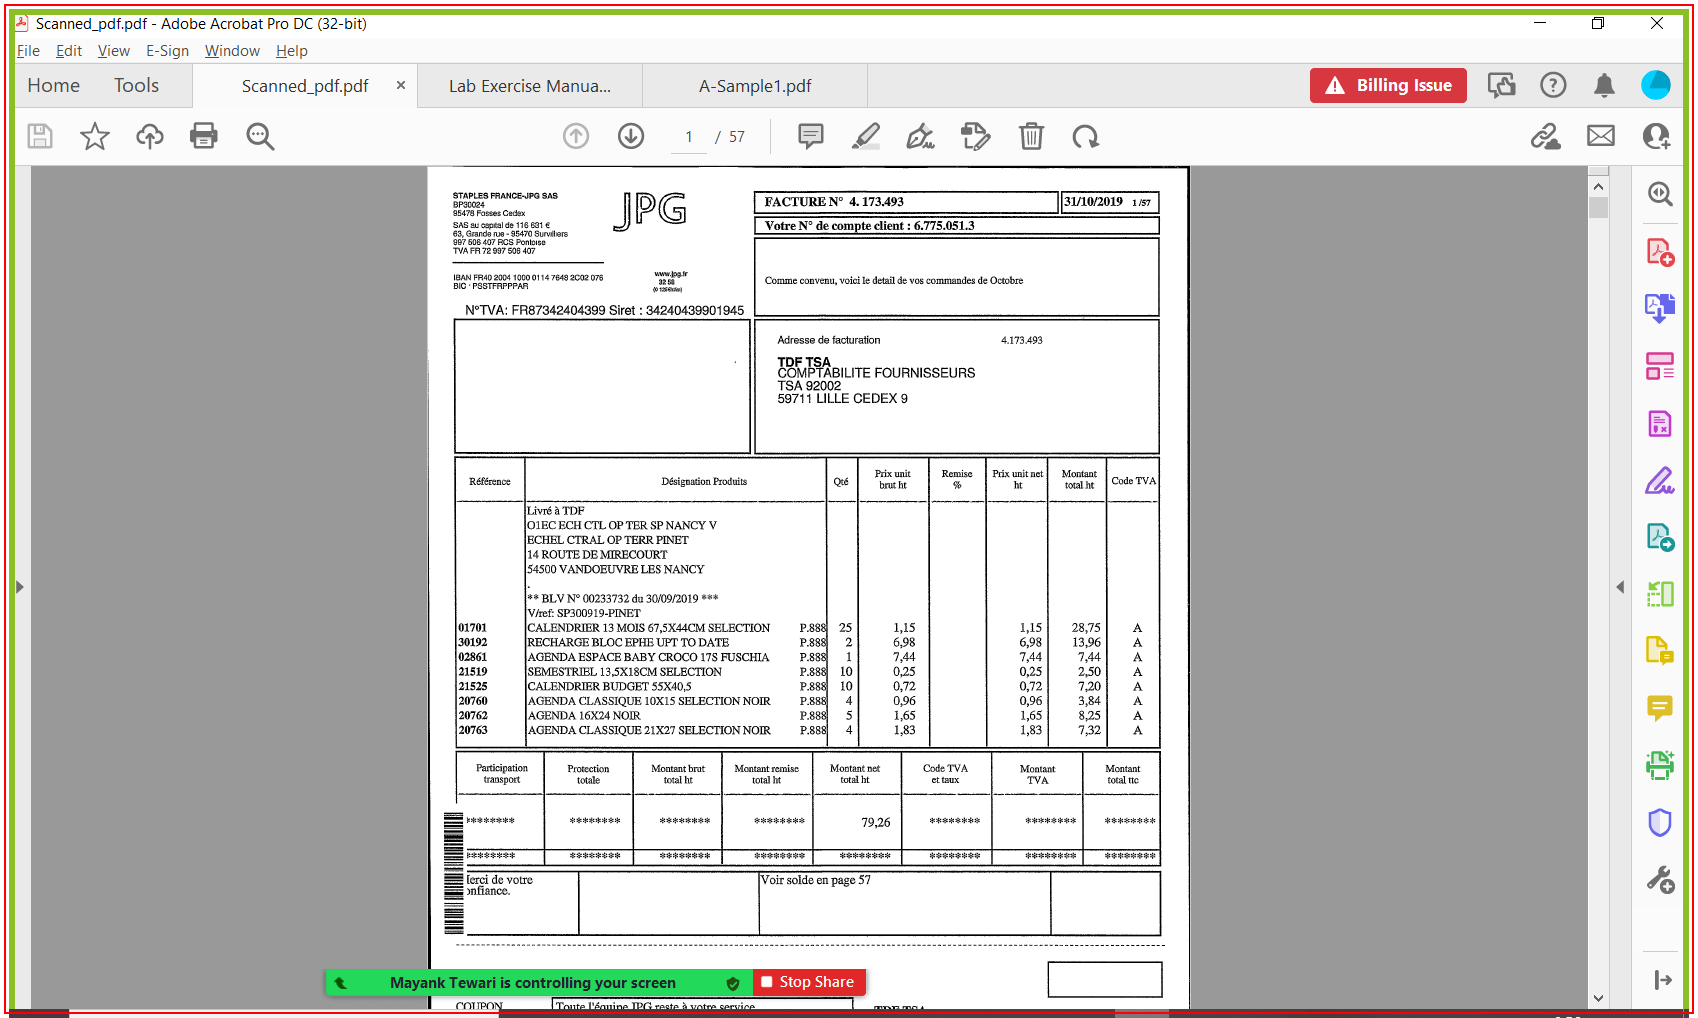 Scanned_pdf.pdf - Adobe Acrobat Pro DC (32-bit)
File Edit View E-Sign Window Help
Home Tools Scanned_pdf.pdf × Lab Exercise Manua... A-Sample1.pdf Billing Issue
1 / 57
STAPLES FRANCE-JPG SAS
BP30024
95478 Fosses Cedex
SAS au capital de 116 631 €
63, Grande rue - 95470 Survilliers
997 506 407 RCS Pontoise
TVA FR 72 997 506 407
IBAN FR40 2004 1000 0114 7648 2C02 076
BIC · PSSTFRPPPAR
JPG
www.jpg.fr
32 58
N°TVA: FR87342404399 Siret : 34240439901945
FACTURE N° 4. 173.493 31/10/2019 1 /57
Votre N° de compte client : 6.775.051.3
Comme convenu, voici le detail de vos commandes de Octobre
Adresse de facturation 4.173.493
TDF TSA
COMPTABILITE FOURNISSEURS
TSA 92002
59711 LILLE CEDEX 9
Référence Désignation Produits Qté Prix unit brut ht Remise % Prix unit net ht Montant total ht Code TVA
Livré à TDF
O1EC ECH CTL OP TER SP NANCY V
ECHEL CTRAL OP TERR PINET
14 ROUTE DE MIRECOURT
54500 VANDOEUVRE LES NANCY
.
** BLV N° 00233732 du 30/09/2019 ***
V/ref: SP300919-PINET
01701 CALENDRIER 13 MOIS 67,5X44CM SELECTION P.888 25 1,15 1,15 28,75 A
30192 RECHARGE BLOC EPHE UPT TO DATE P.888 2 6,98 6,98 13,96 A
02861 AGENDA ESPACE BABY CROCO 17S FUSCHIA P.888 1 7,44 7,44 7,44 A
21519 SEMESTRIEL 13,5X18CM SELECTION P.888 10 0,25 0,25 2,50 A
21525 CALENDRIER BUDGET 55X40,5 P.888 10 0,72 0,72 7,20 A
20760 AGENDA CLASSIQUE 10X15 SELECTION NOIR P.888 4 0,96 0,96 3,84 A
20762 AGENDA 16X24 NOIR P.888 5 1,65 1,65 8,25 A
20763 AGENDA CLASSIQUE 21X27 SELECTION NOIR P.888 4 1,83 1,83 7,32 A
Participation transport Protection totale Montant brut total ht Montant remise total ht Montant net total ht Code TVA et taux Montant TVA Montant total ttc
******** ******** ******** ******** 79,26 ******** ******** ********
******** ******** ******** ******** ******** ******** ******** ********
Merci de votre
onfiance.
Voir solde en page 57
Mayank Tewari is controlling your screen Stop Share
COUPON Toute l'équipe JPG reste à votre service TDF TSA